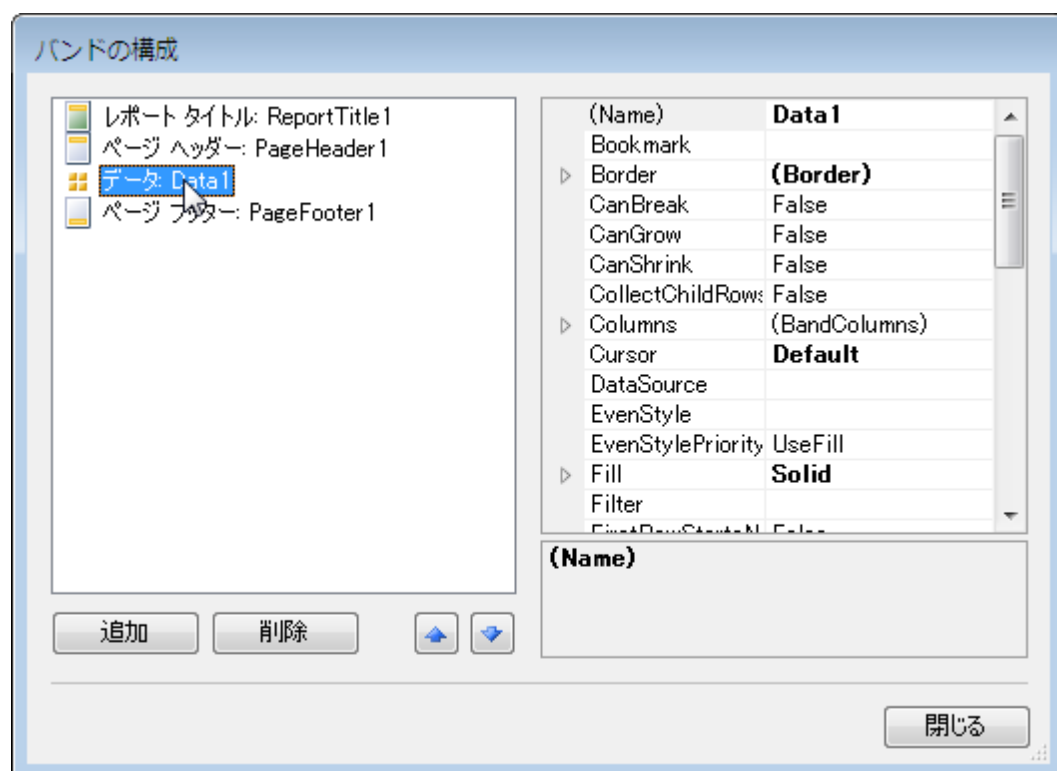 バンドの構成
レポート タイトル: ReportTitle1
ページ ヘッダー: PageHeader1
データ: Data1
ページ フッター: PageFooter1
追加
削除
(Name) Data1
Bookmark
Border (Border)
CanBreak False
CanGrow False
CanShrink False
CollectChildRows False
Columns (BandColumns)
Cursor Default
DataSource
EvenStyle
EvenStylePriority UseFill
Fill Solid
Filter
(Name)
閉じる